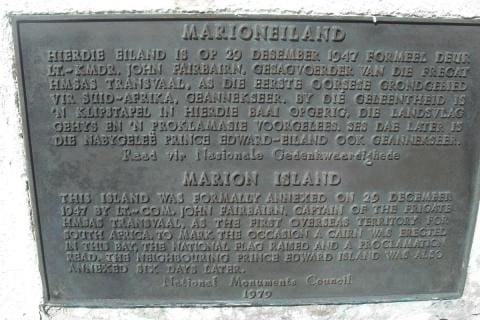 MARIONEILAND
HIERDIE EILAND IS OP 29 DESEMBER 1947 FORMEEL DEUR
LT.-KMDR. JOHN FAIRBAIRN, GESAGVOERDER VAN DIE FREGAT
HMSAS TRANSVAAL, AS DIE EERSTE OORSESE GRONDGEBIED
VIR SUID-AFRIKA, GEANNEKSEER. BY DIÉ GELEENTHEID IS
'N KLIPSTAPEL IN HIERDIE BAAI OPGERIG, DIE LANDSVLAG
GEHYS EN 'N PROKLAMASIE VOORGELEES. SES DAE LATER IS
DIE NABYGELEË PRINCE EDWARD-EILAND OOK GEANNEKSEER.
Raad vir Nasionale Gedenkwaardighede
MARION ISLAND
THIS ISLAND WAS FORMALLY ANNEXED ON 29 DECEMBER
1947 BY LT.-COM. JOHN FAIRBAIRN, CAPTAIN OF THE FRIGATE
HMSAS TRANSVAAL, AS THE FIRST OVERSEAS TERRITORY FOR
SOUTH AFRICA. TO MARK THE OCCASION A CAIRN WAS ERECTED
IN THIS BAY, THE NATIONAL FLAG RAISED AND A PROCLAMATION
READ. THE NEIGHBOURING PRINCE EDWARD ISLAND WAS ALSO
ANNEXED SIX DAYS LATER.
National Monuments Council
1979